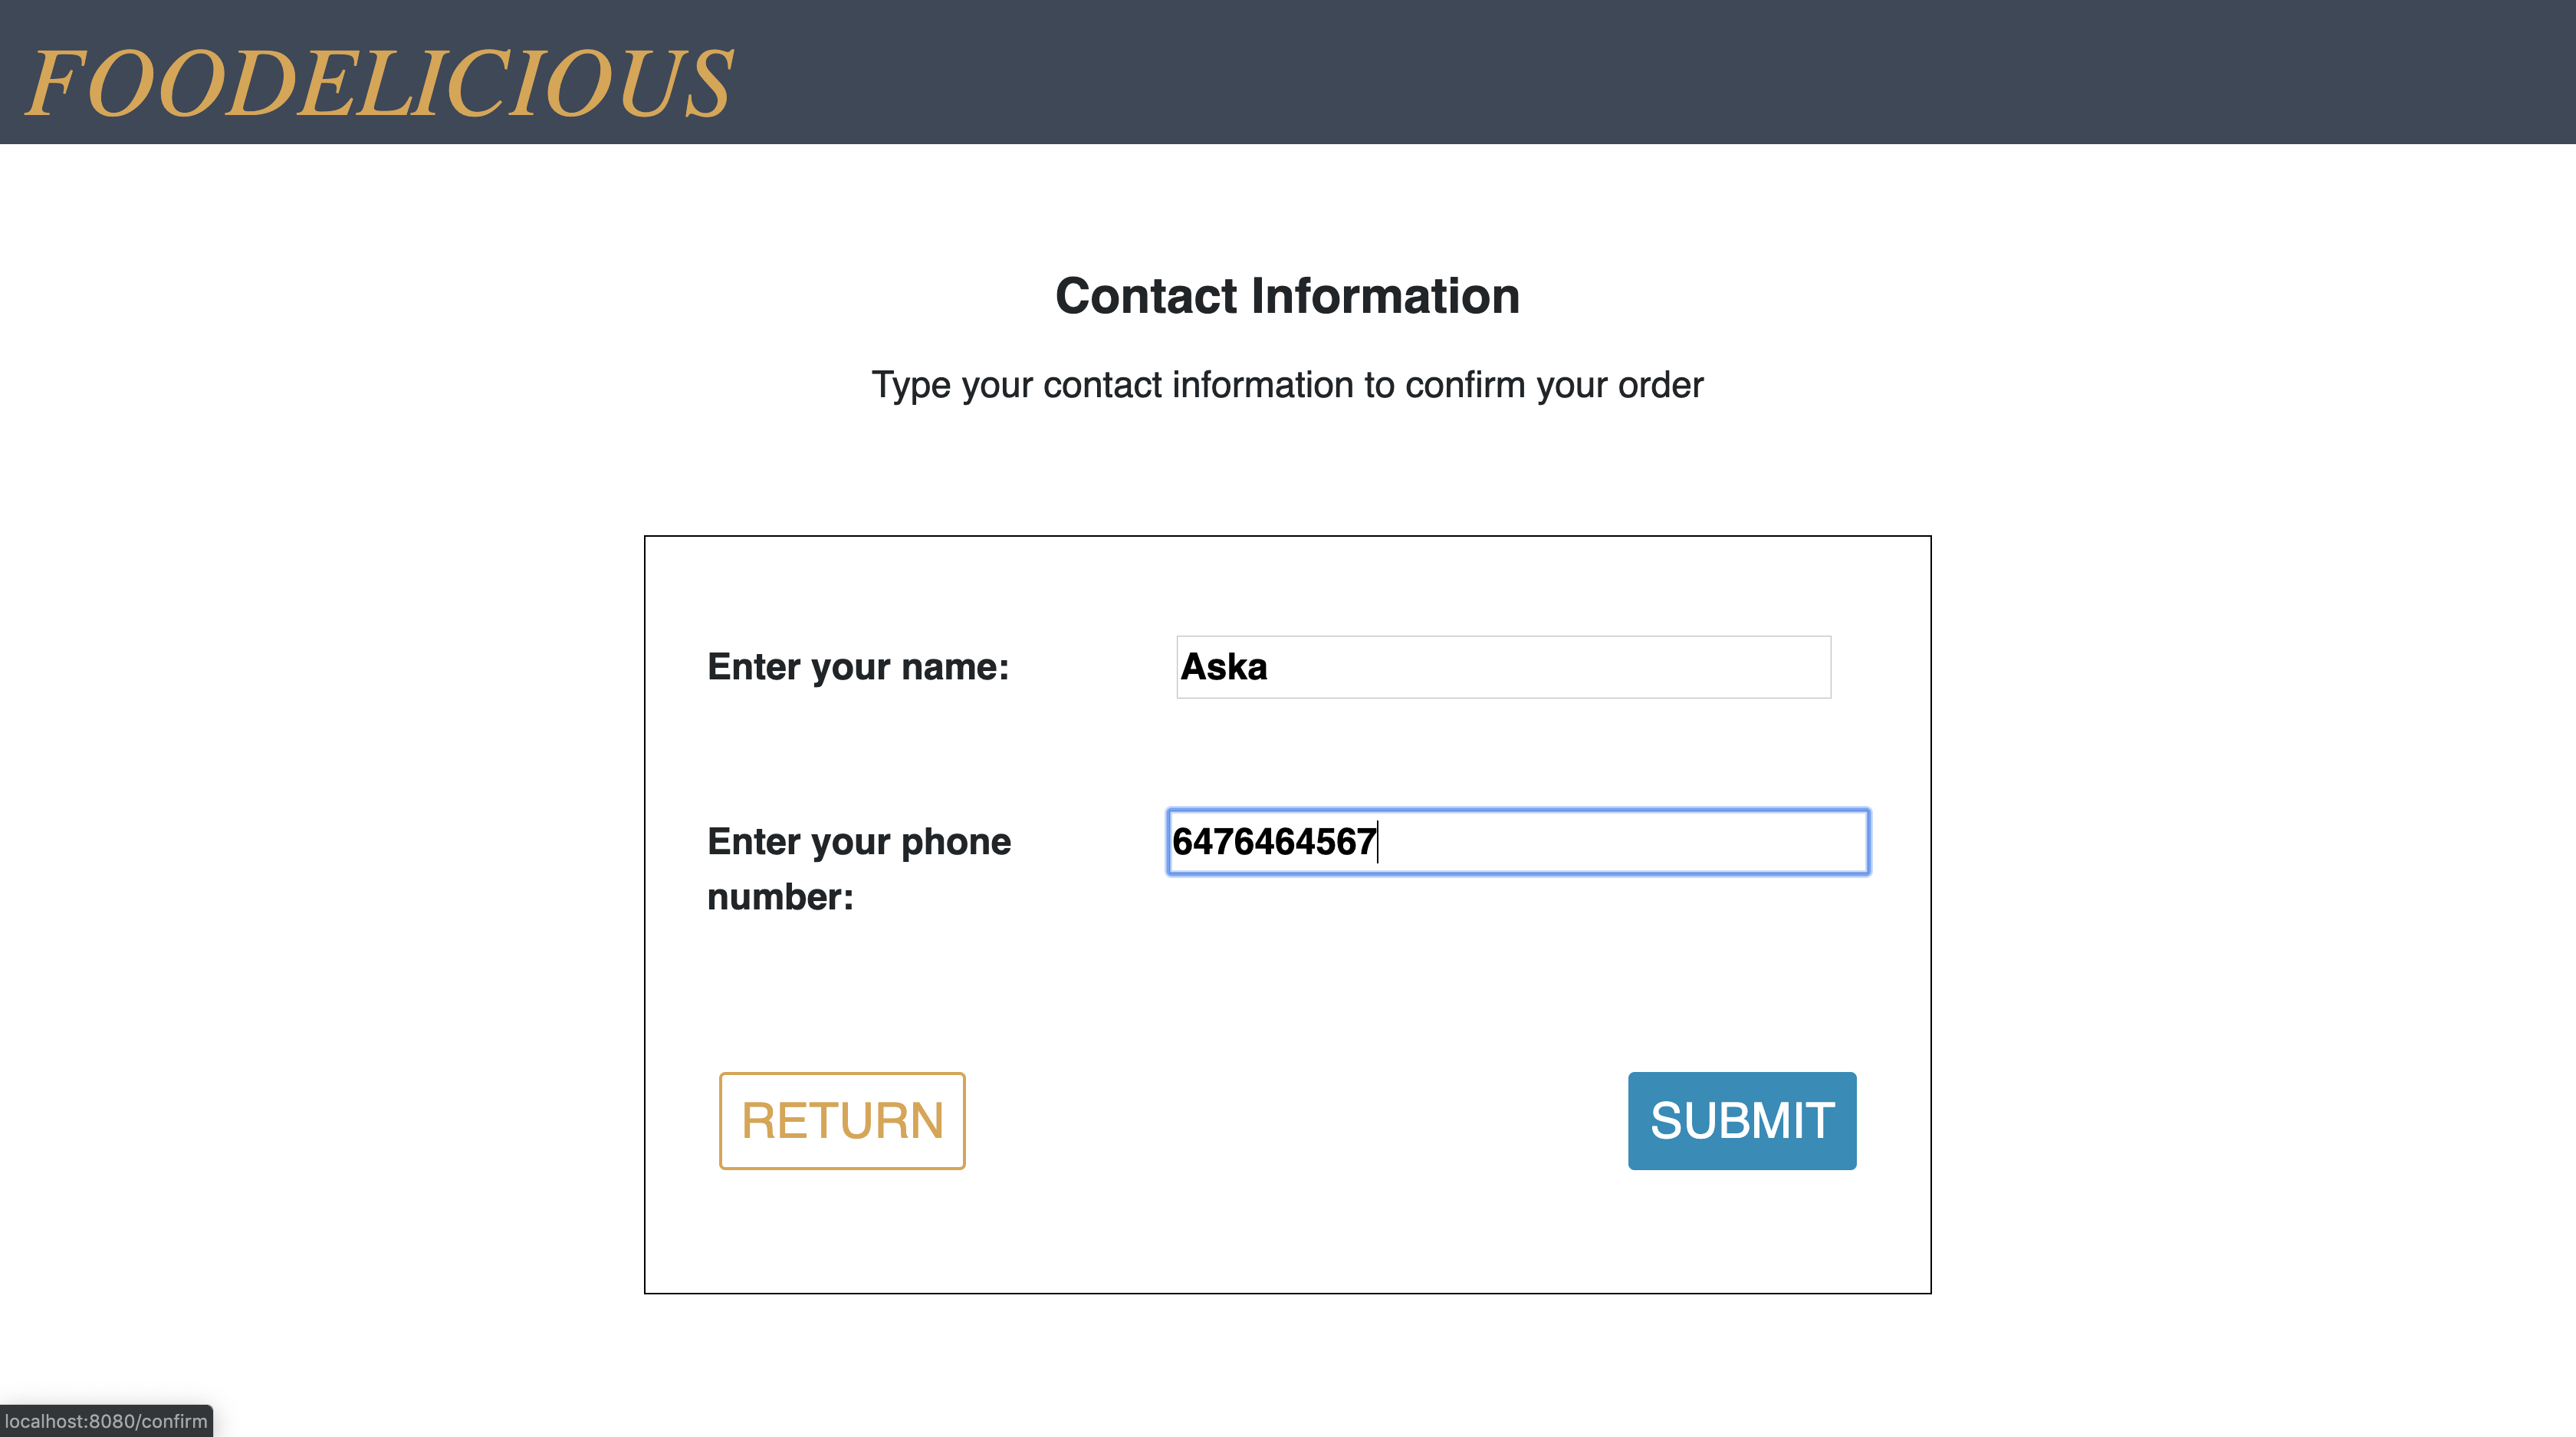 FOODELICIOUS
Contact Information
Type your contact information to confirm your order
Enter your name:
Aska
Enter your phone
number:
6476464567
RETURN
SUBMIT
localhost:8080/confirm